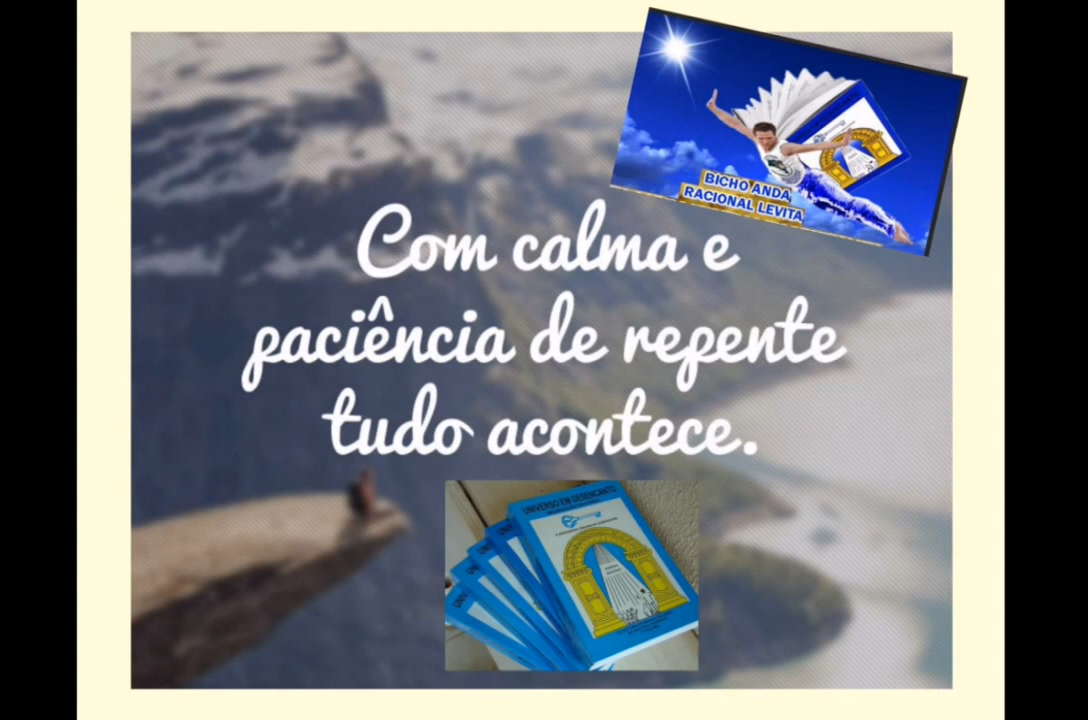 BICHO ANDA,
RACIONAL LEVITA
Com calma e
paciência de repente
tudo acontece.
UNIVERSO EM DESENCANTO